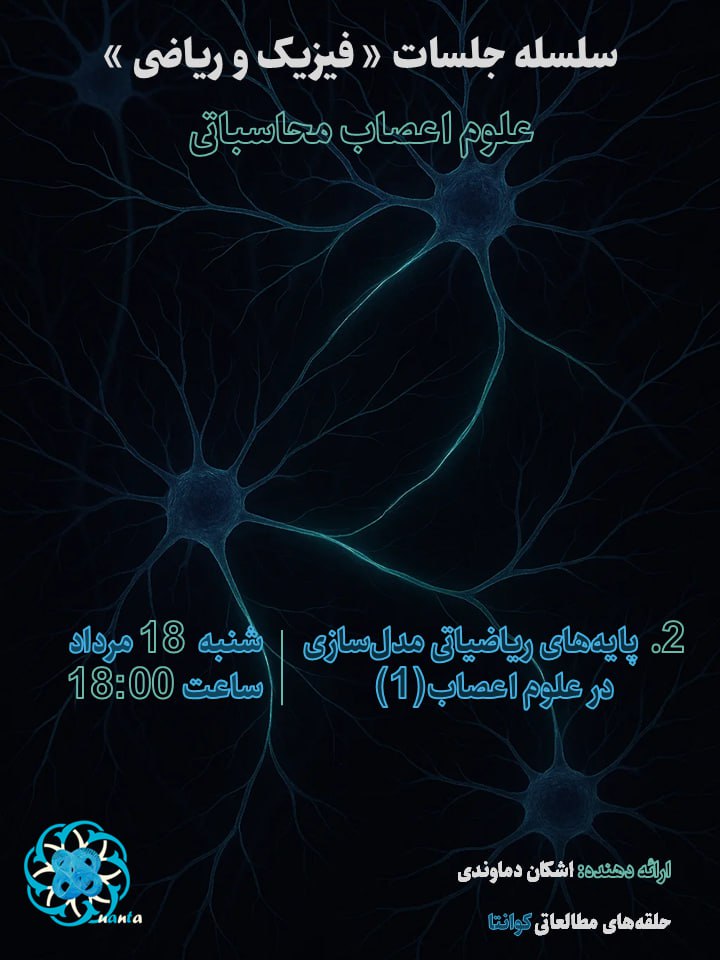 سلسله جلسات « فیزیک و ریاضی »
علوم اعصاب محاسباتی
2. پایه‌های ریاضیاتی مدل‌سازی
در علوم اعصاب(1)
شنبه 18 مرداد
ساعت 18:00
ارائه دهنده: اشکان دماوندی
حلقه‌های مطالعاتی کوانتا
Quanta